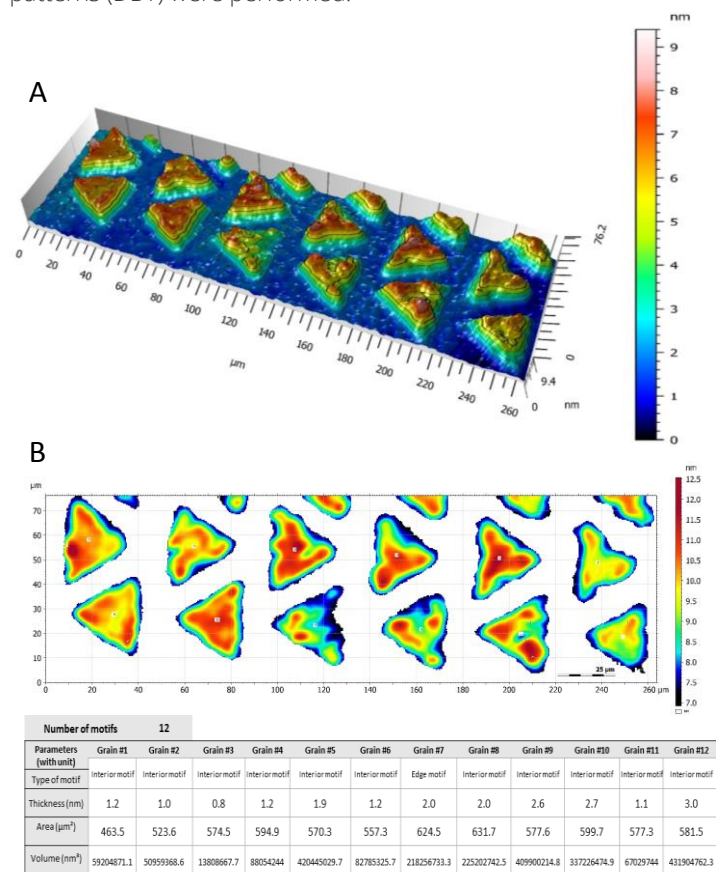 patterns (DDT) were performed.
nm
A
9
8
7
6
5
4
3
2
1
0
76.2
0
9.4
0 nm
0 20 40 60 80 100 120 140 160 180 200 220 240 260
µm
B
µm
70
60
50
40
30
20
10
0
0 20 40 60 80 100 120 140 160 180 200 220 240 260 µm
25 µm
nm
12.5
12.0
11.5
11.0
10.5
10.0
9.5
9.0
8.5
8.0
7.5
7.0
Number of motifs 12
Parameters (with unit) Grain #1 Grain #2 Grain #3 Grain #4 Grain #5 Grain #6 Grain #7 Grain #8 Grain #9 Grain #10 Grain #11 Grain #12
Type of motif Interior motif Interior motif Interior motif Interior motif Interior motif Interior motif Edge motif Interior motif Interior motif Interior motif Interior motif Interior motif
Thickness (nm) 1.2 1.0 0.8 1.2 1.9 1.2 2.0 2.0 2.6 2.7 1.1 3.0
Area (µm²) 463.5 523.6 574.5 594.9 570.3 557.3 624.5 631.7 577.6 599.7 577.3 581.5
Volume (nm³) 59204871.1 50959368.6 13808667.7 88054244 420445029.7 82785325.7 218256733.3 225202742.5 409900214.8 337226474.9 67029744 431904762.3